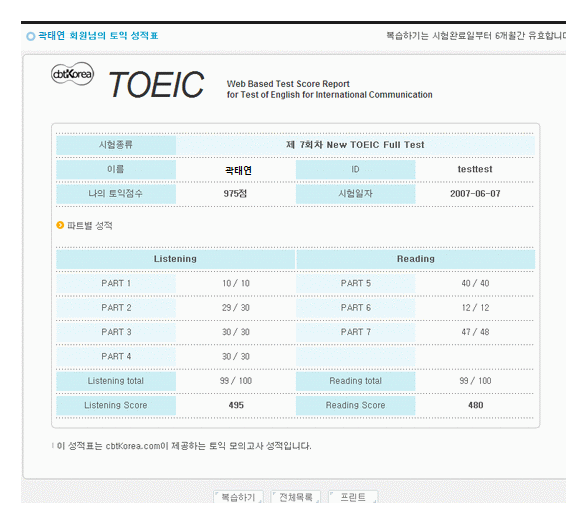 곽태연 회원님의 토익 성적표 복습하기는 시험완료일부터 6개월간 유효합니다
cbtKorea TOEIC Web Based Test Score Report
for Test of English for International Communication
시험종류 제 7회차 New TOEIC Full Test
이름 곽태연 ID testtest
나의 토익점수 975점 시험일자 2007-06-07
파트별 성적
Listening Reading
PART 1 10 / 10 PART 5 40 / 40
PART 2 29 / 30 PART 6 12 / 12
PART 3 30 / 30 PART 7 47 / 48
PART 4 30 / 30
Listening total 99 / 100 Reading total 99 / 100
Listening Score 495 Reading Score 480
이 성적표는 cbtKorea.com이 제공하는 토익 모의고사 성적입니다.
복습하기 전체목록 프린트